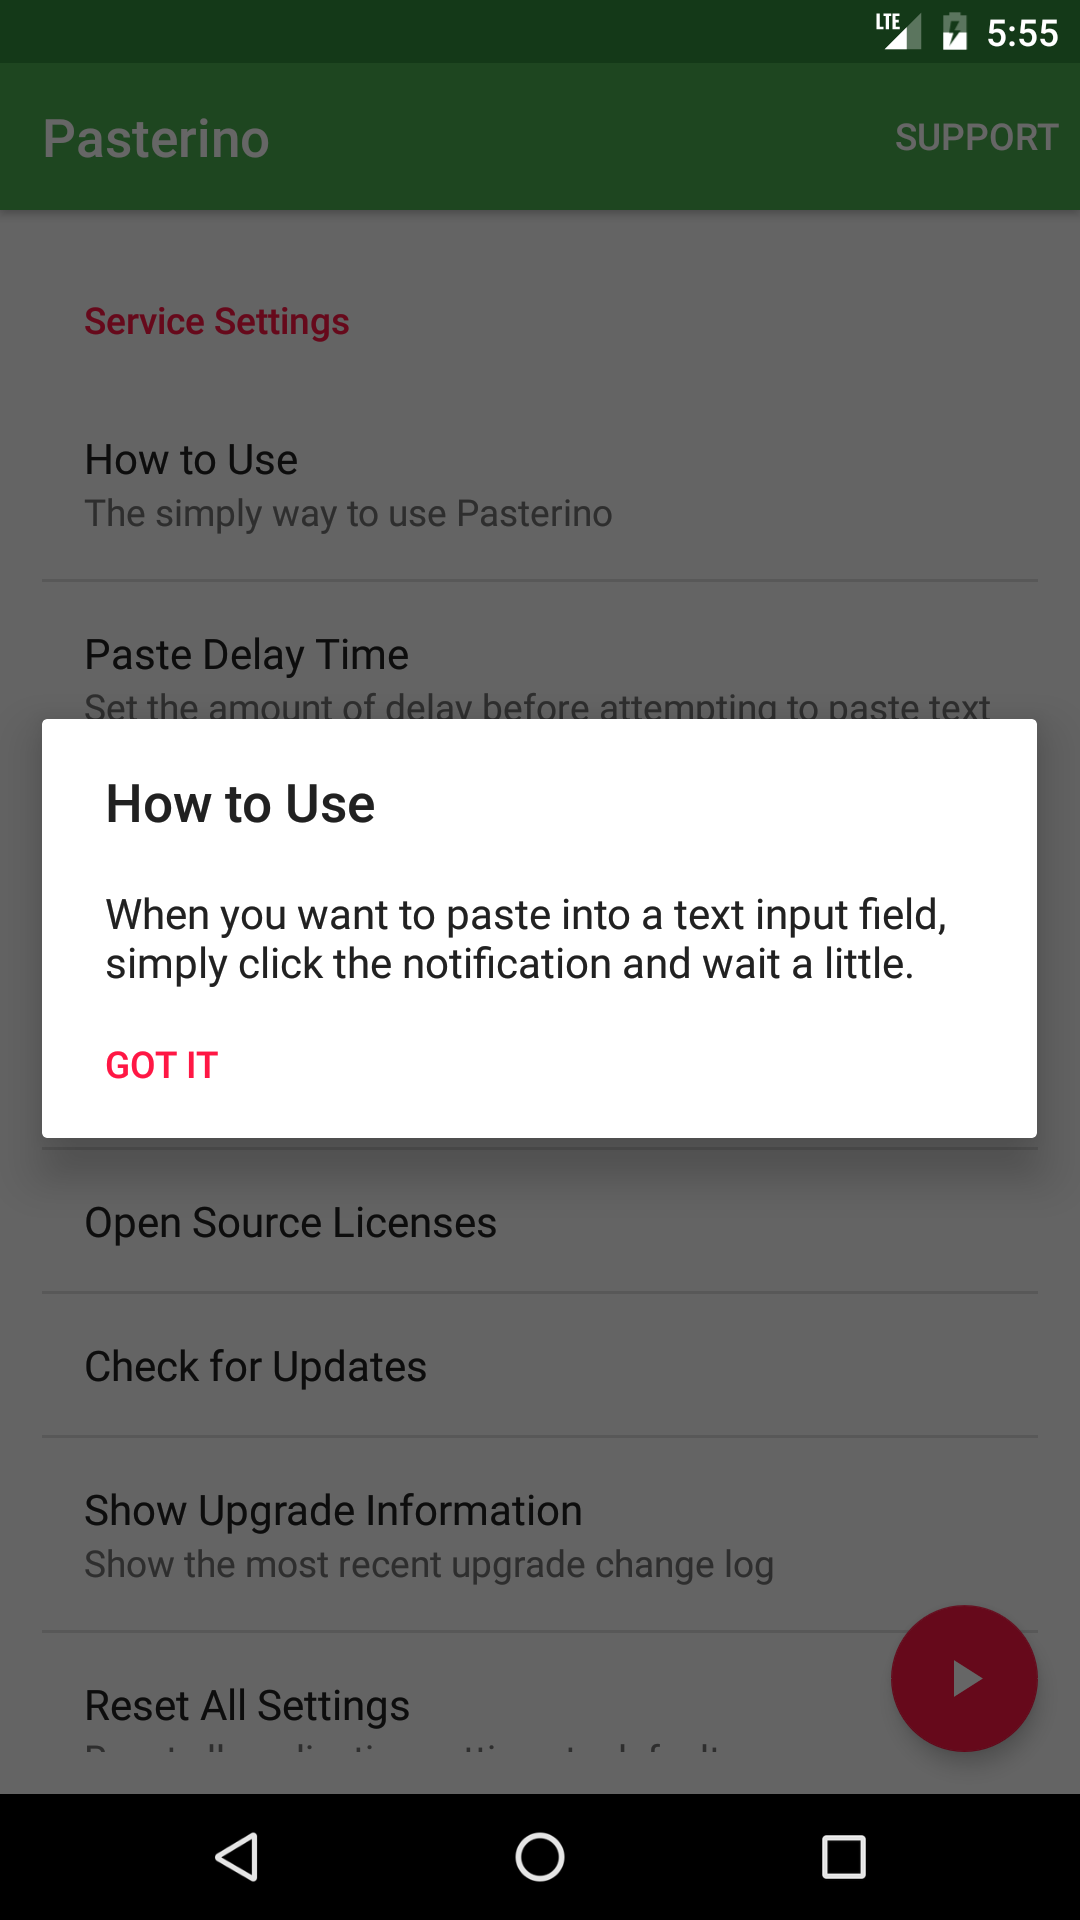 LTE 5:55
Pasterino SUPPORT
Service Settings
How to Use
The simply way to use Pasterino
Paste Delay Time
Set the amount of delay before attempting to paste text
How to Use
When you want to paste into a text input field,
simply click the notification and wait a little.
GOT IT
Open Source Licenses
Check for Updates
Show Upgrade Information
Show the most recent upgrade change log
Reset All Settings